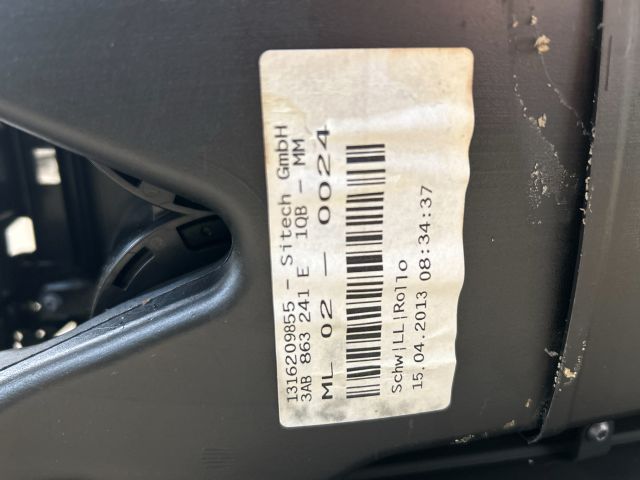 1316209855 - Sitech GmbH
3AB 863 241 E 1QB - MM
ML 02 - 0024
Schw|LL|Rollo
15.04.2013 08:34:37